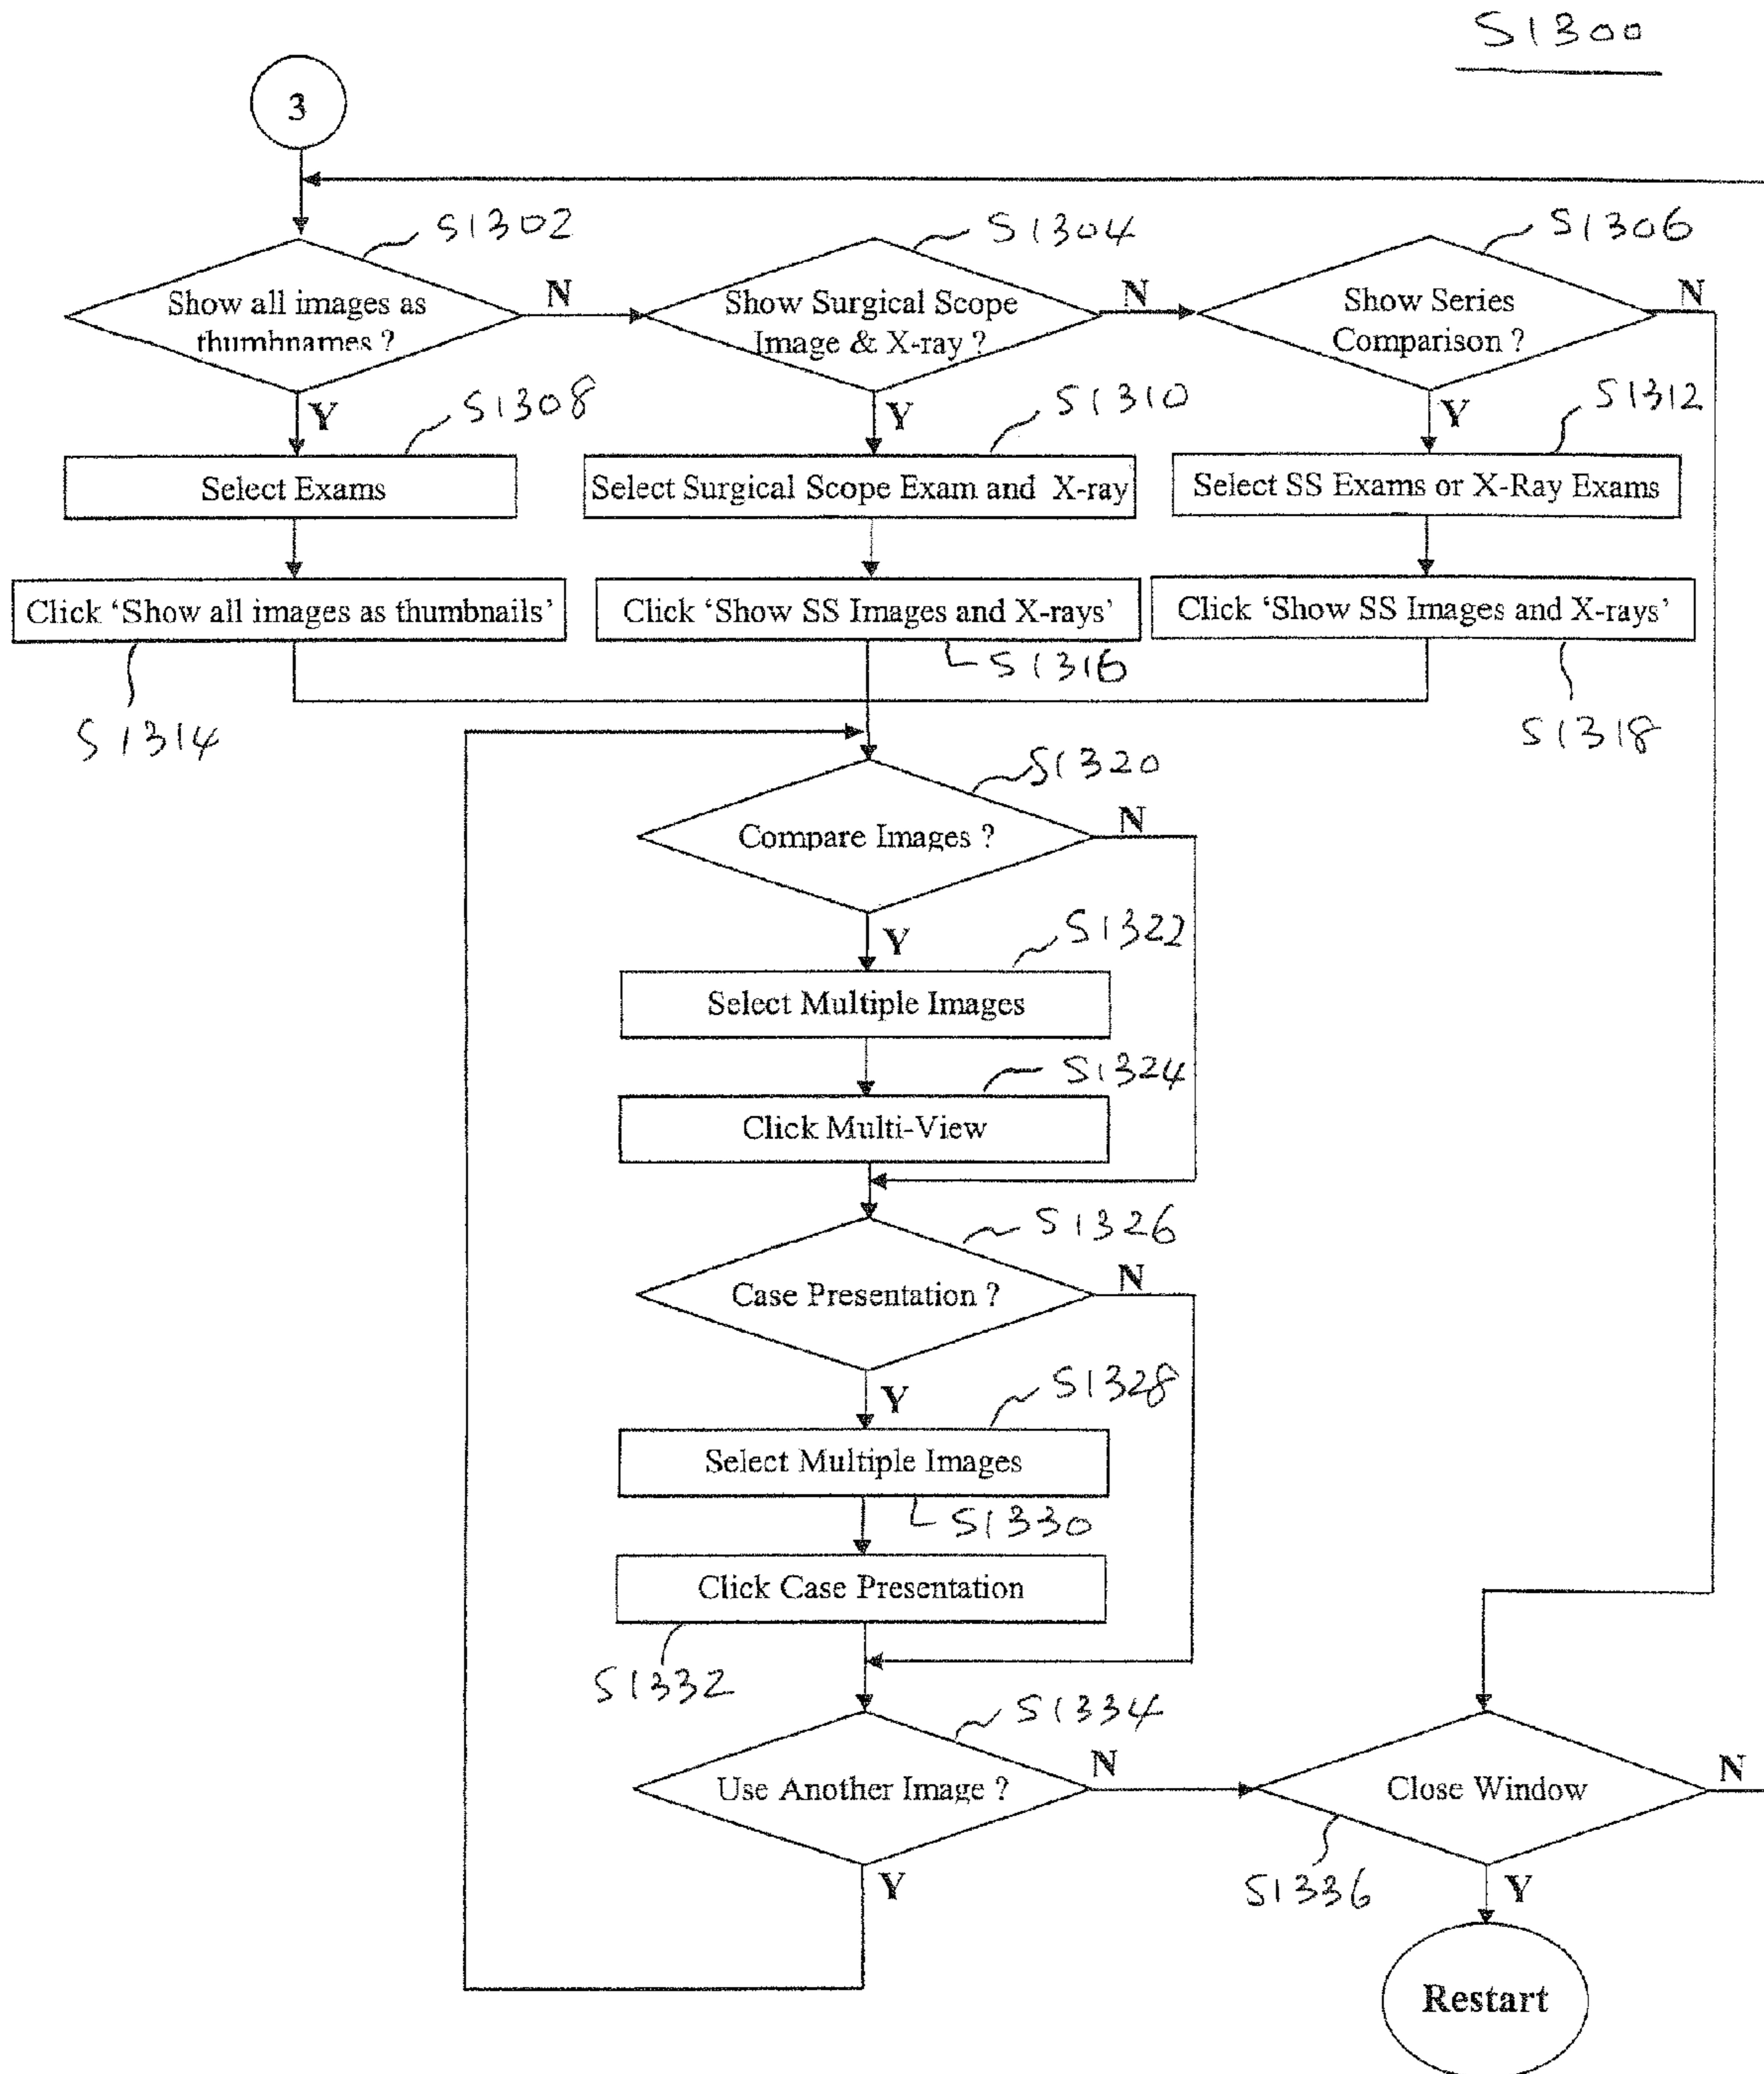 S1300
3
S1302
S1304
S1306
Show all images as
thumhnames ?
N
Show Surgical Scope
Image & X-ray ?
N
Show Series
Comparison ?
N
Y
S1308
Y
S1310
Y
S1312
Select Exams
Select Surgical Scope Exam and X-ray
Select SS Exams or X-Ray Exams
Click ‘Show all images as thumbnails’
Click ‘Show SS Images and X-rays’
Click ‘Show SS Images and X-rays’
S1314
S1316
S1318
S1320
Compare Images ?
N
Y
S1322
Select Multiple Images
S1324
Click Multi-View
S1326
Case Presentation ?
N
Y
S1328
Select Multiple Images
S1330
Click Case Presentation
S1332
S1334
Use Another Image ?
N
Close Window
N
Y
S1336
Y
Restart